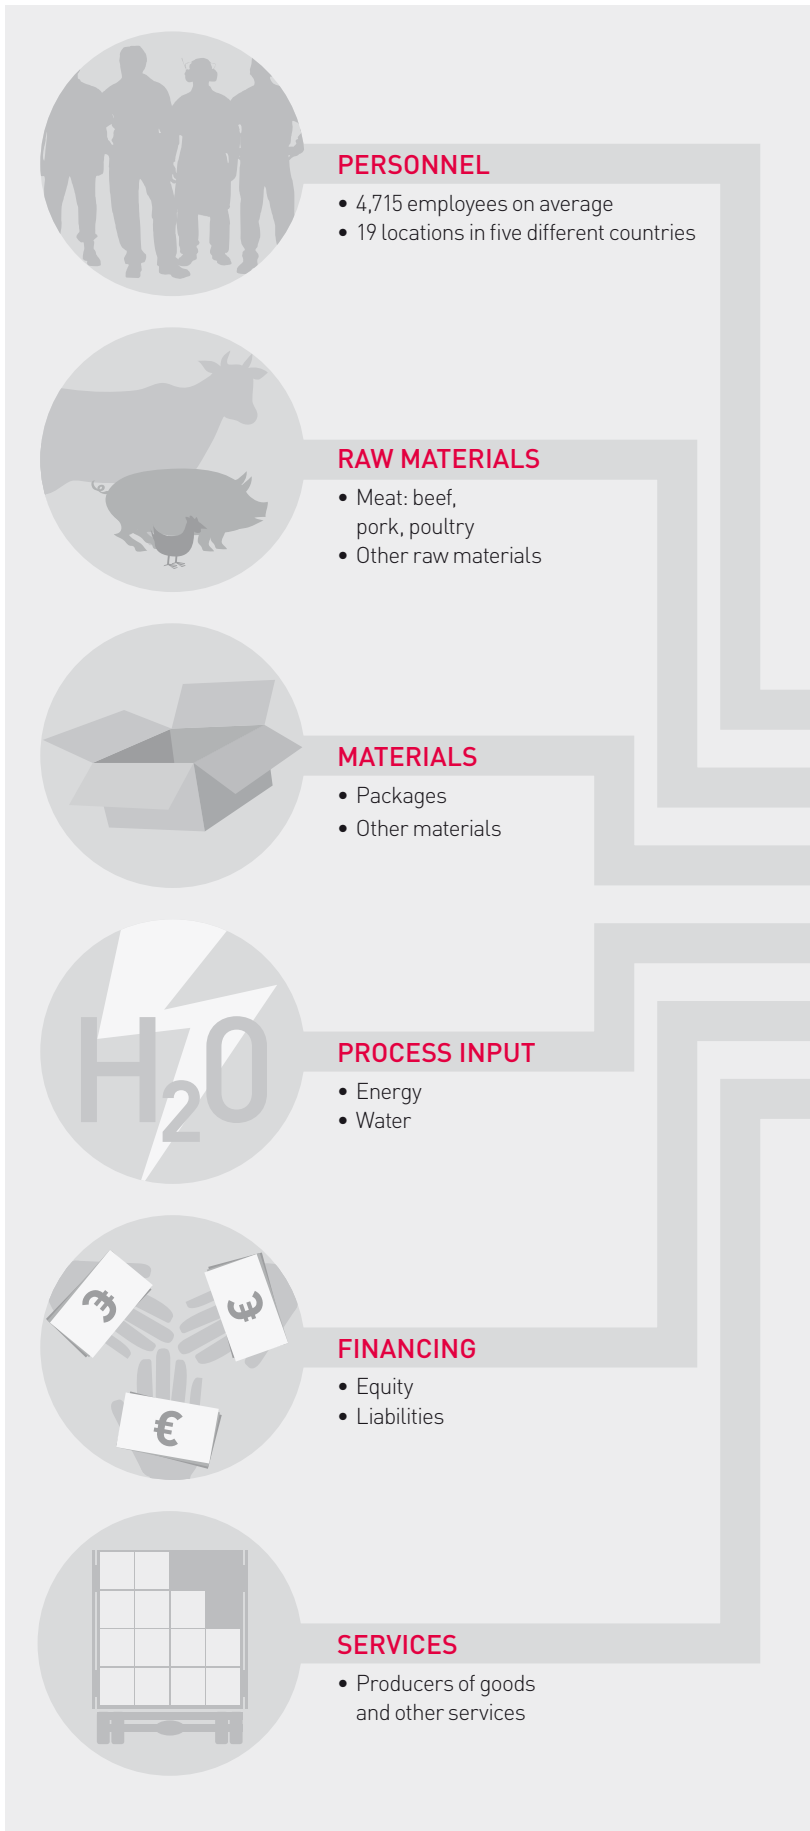 PERSONNEL
• 4,715 employees on average
• 19 locations in five different countries
RAW MATERIALS
• Meat: beef,
pork, poultry
• Other raw materials
MATERIALS
• Packages
• Other materials
H2O
PROCESS INPUT
• Energy
• Water
€
€
€
FINANCING
• Equity
• Liabilities
SERVICES
• Producers of goods
and other services